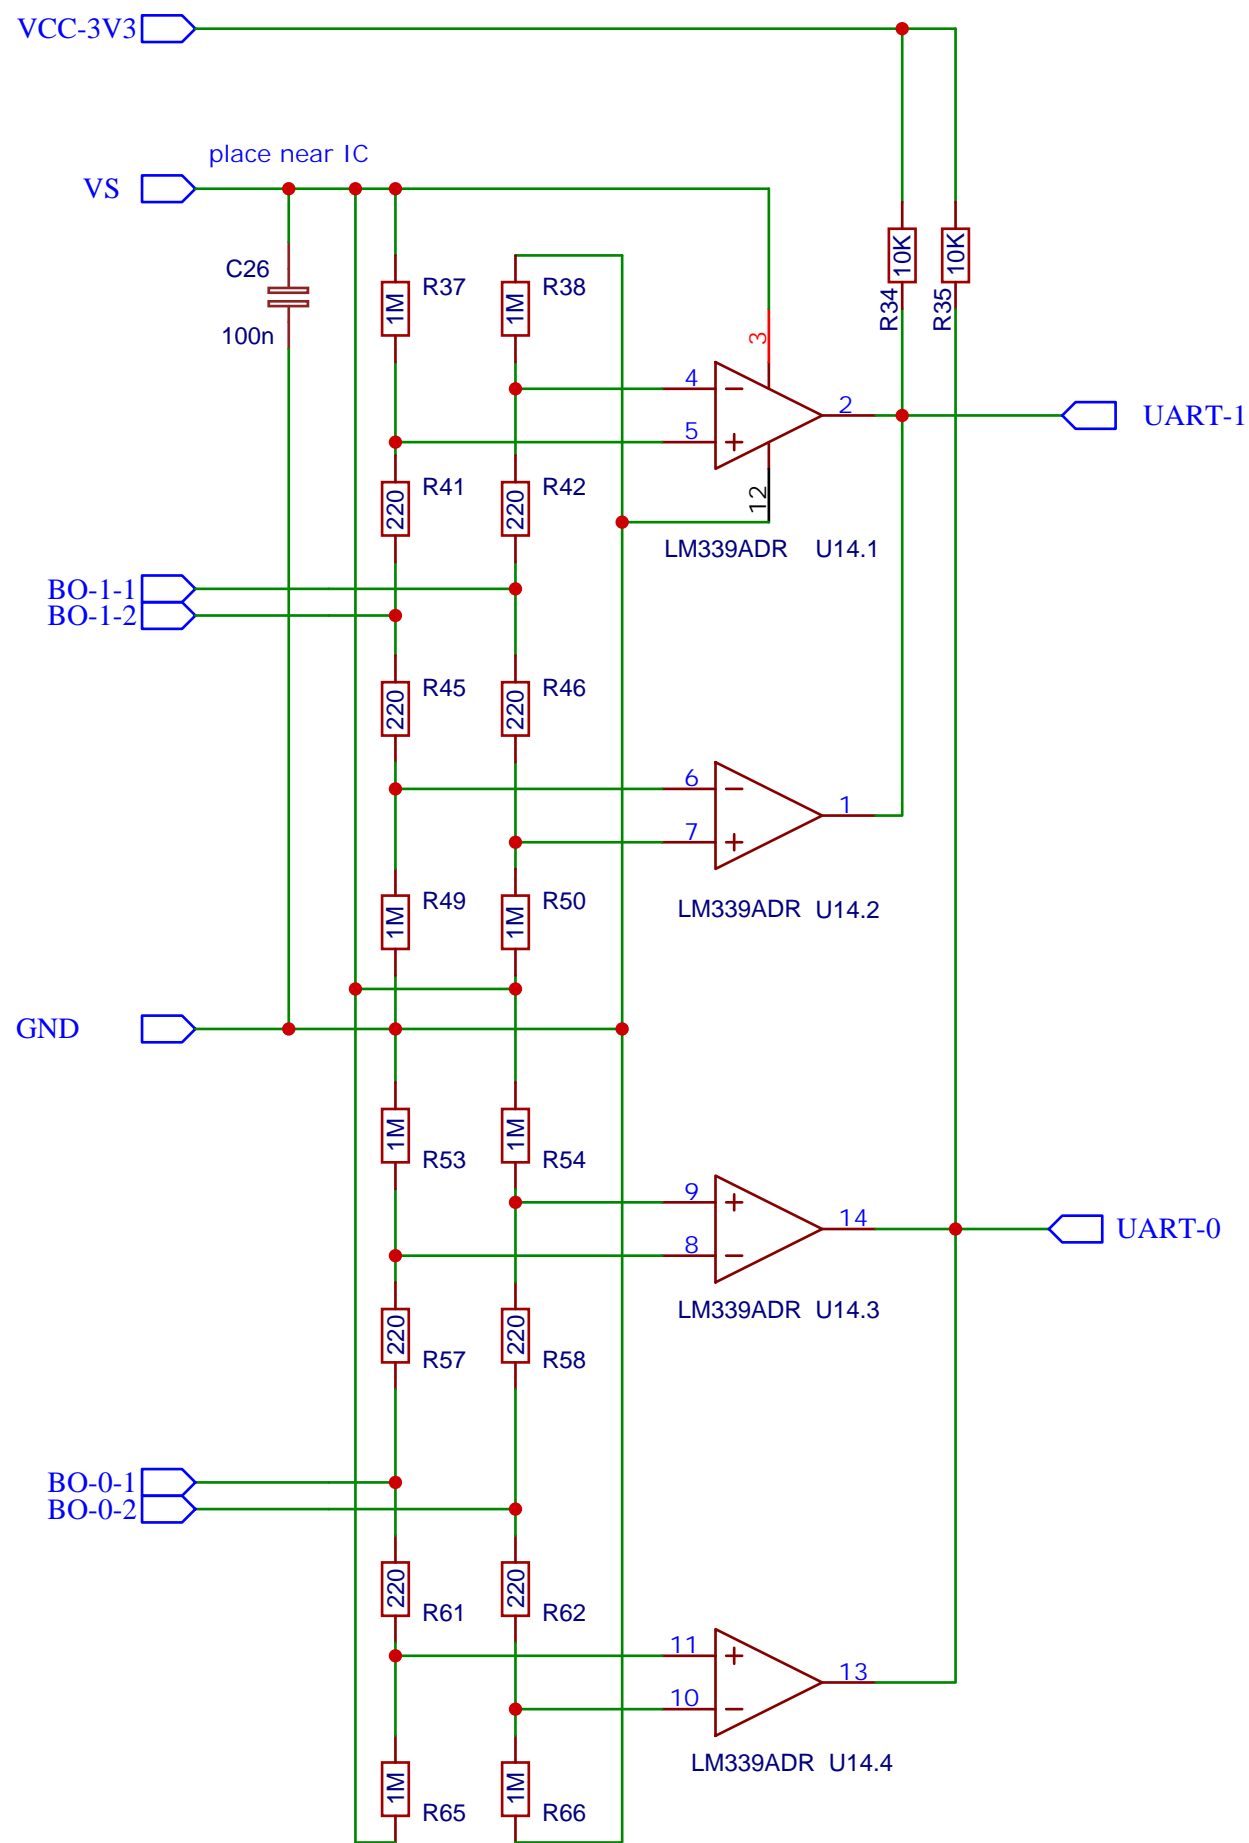 VCC-3V3
place near IC
VS
C26
100n
R37
1M
R38
1M
R34
10K
R35
10K
3
4
5
2
12
UART-1
LM339ADR U14.1
R41
220
R42
220
BO-1-1
BO-1-2
R45
220
R46
220
6
7
1
LM339ADR U14.2
R49
1M
R50
1M
GND
1M
R53
1M
R54
9
8
14
UART-0
LM339ADR U14.3
220
R57
220
R58
BO-0-1
BO-0-2
220
R61
220
R62
11
10
13
LM339ADR U14.4
1M
R65
1M
R66